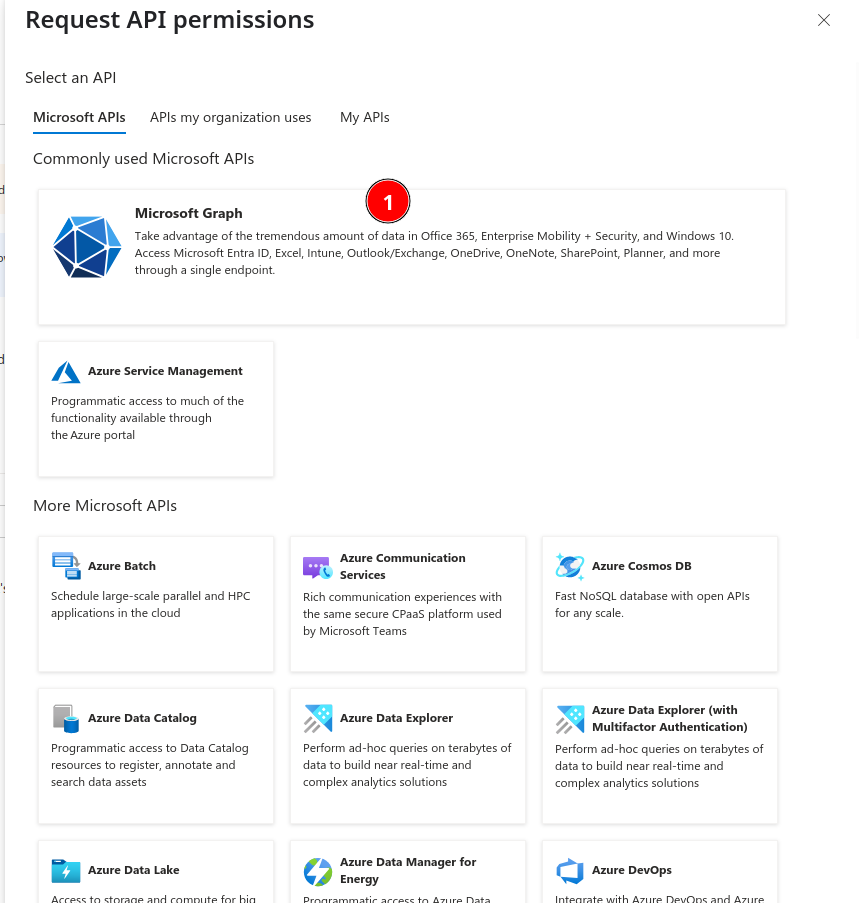 Request API permissions
Select an API
Microsoft APIs
APIs my organization uses
My APIs
Commonly used Microsoft APIs
1
Microsoft Graph
Take advantage of the tremendous amount of data in Office 365, Enterprise Mobility + Security, and Windows 10.
Access Microsoft Entra ID, Excel, Intune, Outlook/Exchange, OneDrive, OneNote, SharePoint, Planner, and more
through a single endpoint.
Azure Service Management
Programmatic access to much of the
functionality available through
the Azure portal
More Microsoft APIs
Azure Batch
Schedule large-scale parallel and HPC
applications in the cloud
Azure Communication
Services
Rich communication experiences with
the same secure CPaaS platform used
by Microsoft Teams
Azure Cosmos DB
Fast NoSQL database with open APIs
for any scale.
Azure Data Catalog
Programmatic access to Data Catalog
resources to register, annotate and
search data assets
Azure Data Explorer
Perform ad-hoc queries on terabytes of
data to build near real-time and
complex analytics solutions
Azure Data Explorer (with
Multifactor Authentication)
Perform ad-hoc queries on terabytes of
data to build near real-time and
complex analytics solutions
Azure Data Lake
Access to storage and compute for big
Azure Data Manager for
Energy
Programmatic access to Azure Data
Azure DevOps
Integrate with Azure DevOps and Azure